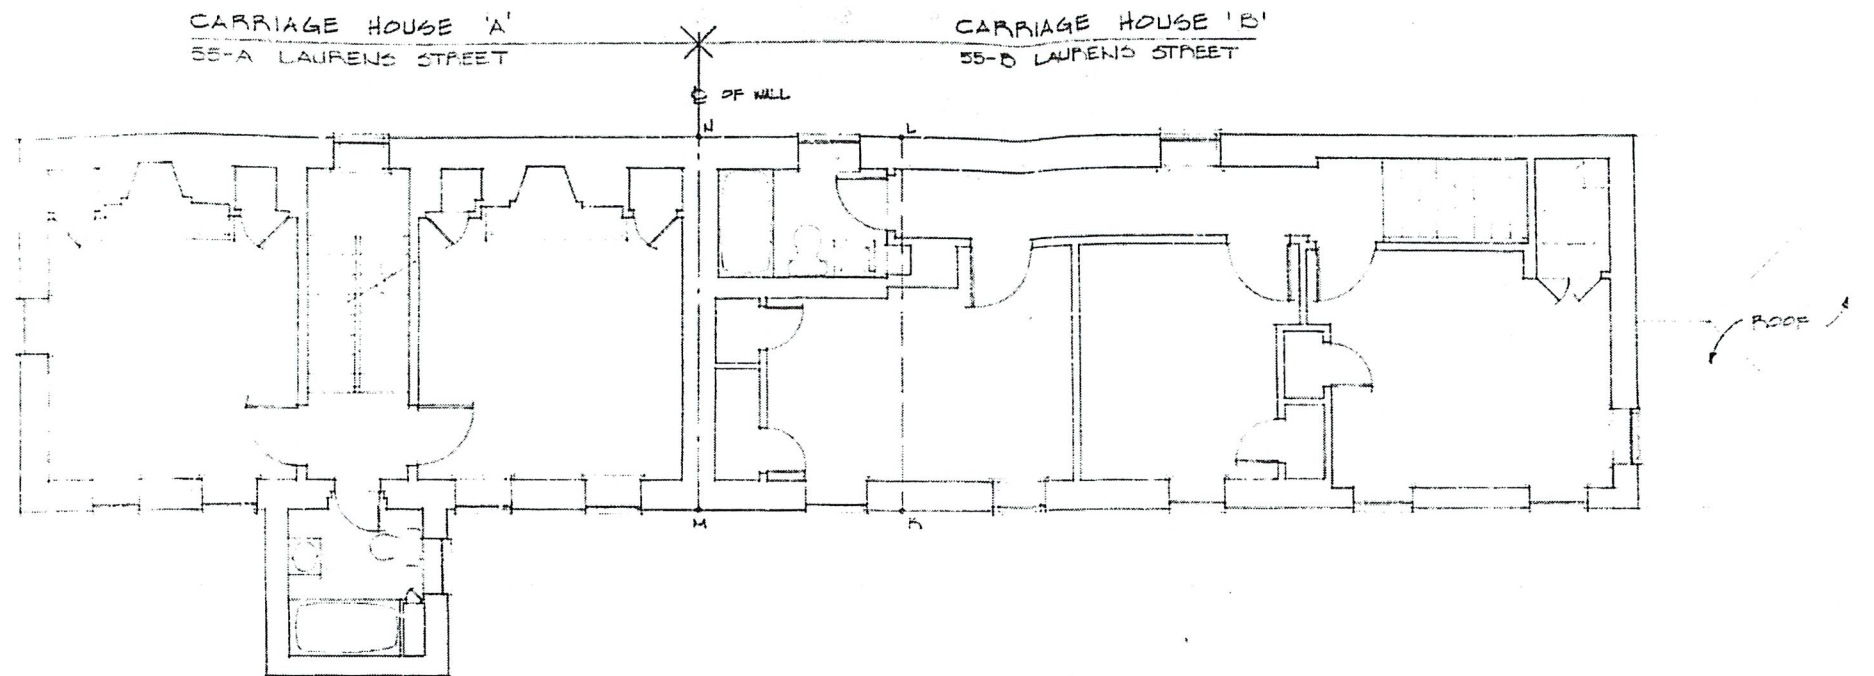 CARRIAGE HOUSE 'A'
55-A LAURENS STREET
CARRIAGE HOUSE 'B'
55-B LAURENS STREET
℄ OF WALL
N
L
ROOF
M
K